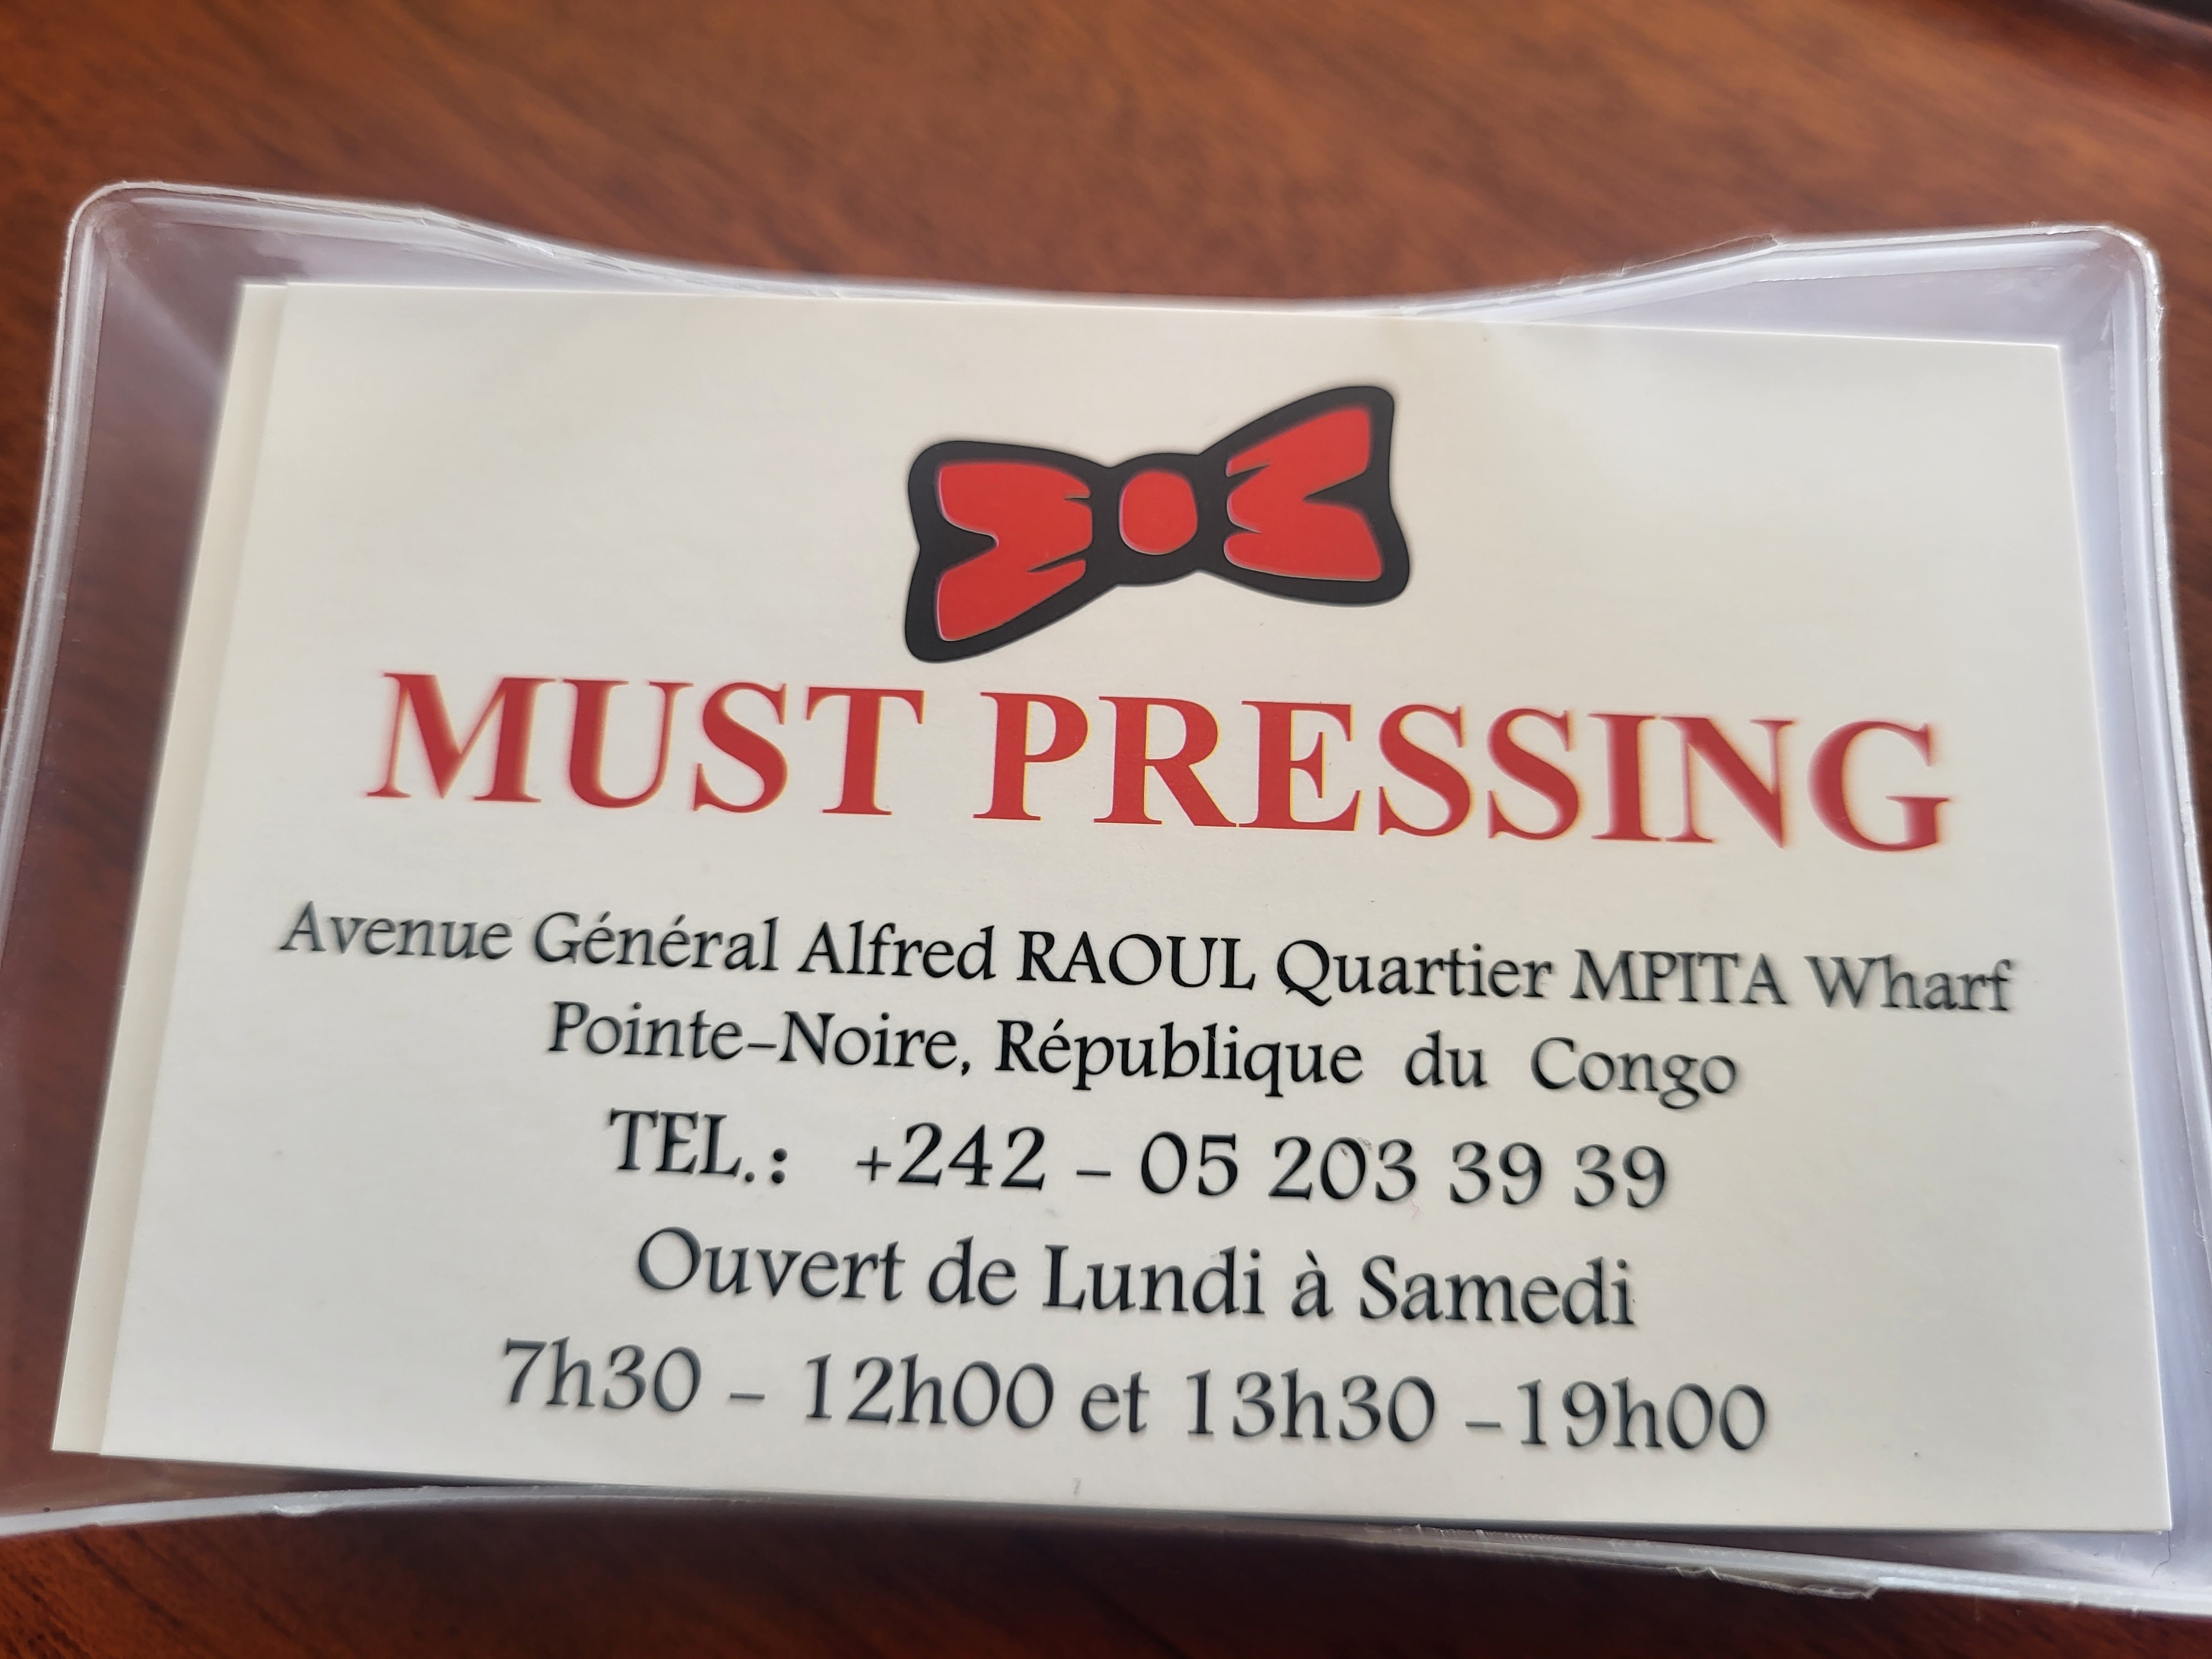 MUST PRESSING
Avenue Général Alfred RAOUL Quartier MPITA Wharf
Pointe-Noire, République du Congo
TEL.: +242 - 05 203 39 39
Ouvert de Lundi à Samedi
7h30 - 12h00 et 13h30 -19h00